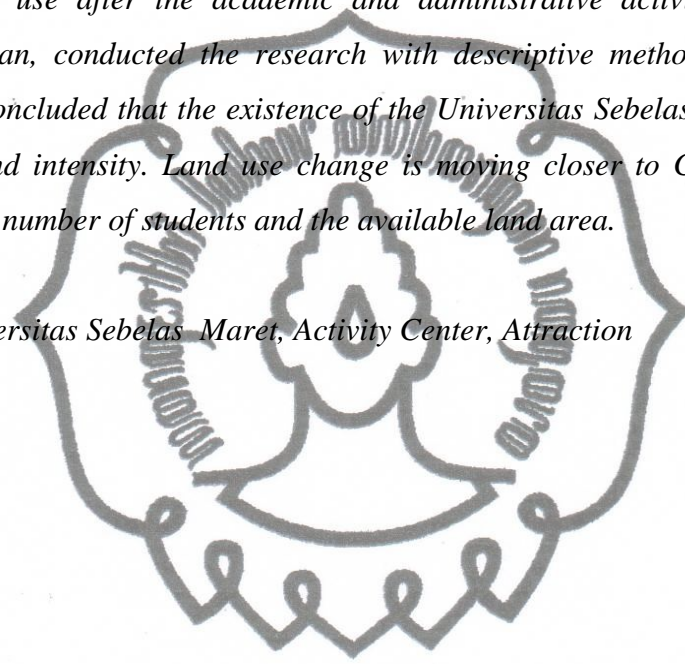 use after the academic and administrative activ
an, conducted the research with descriptive metho
oncluded that the existence of the Universitas Sebelas
nd intensity. Land use change is moving closer to
number of students and the available land area.
ersitas Sebelas Maret, Activity Center, Attraction